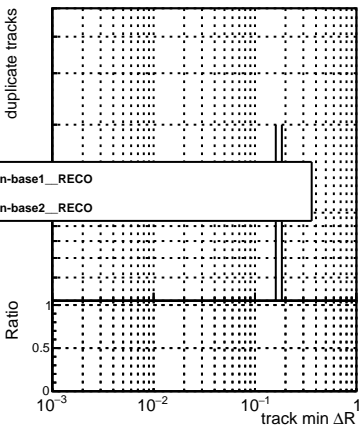 duplicate tracks
n-base1__RECO
n-base2__RECO
Ratio
1
0.5
0
10⁻³ 10⁻² 10⁻¹ 1
track min ΔR